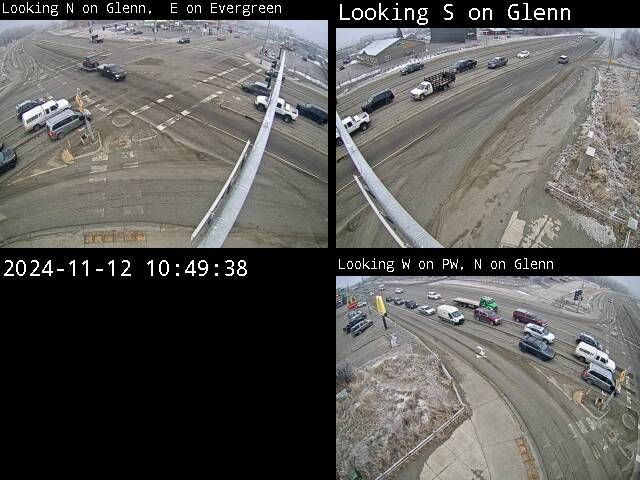 Looking N on Glenn,  E on Evergreen
Looking S on Glenn
2024-11-12 10:49:38
Looking W on PW, N on Glenn